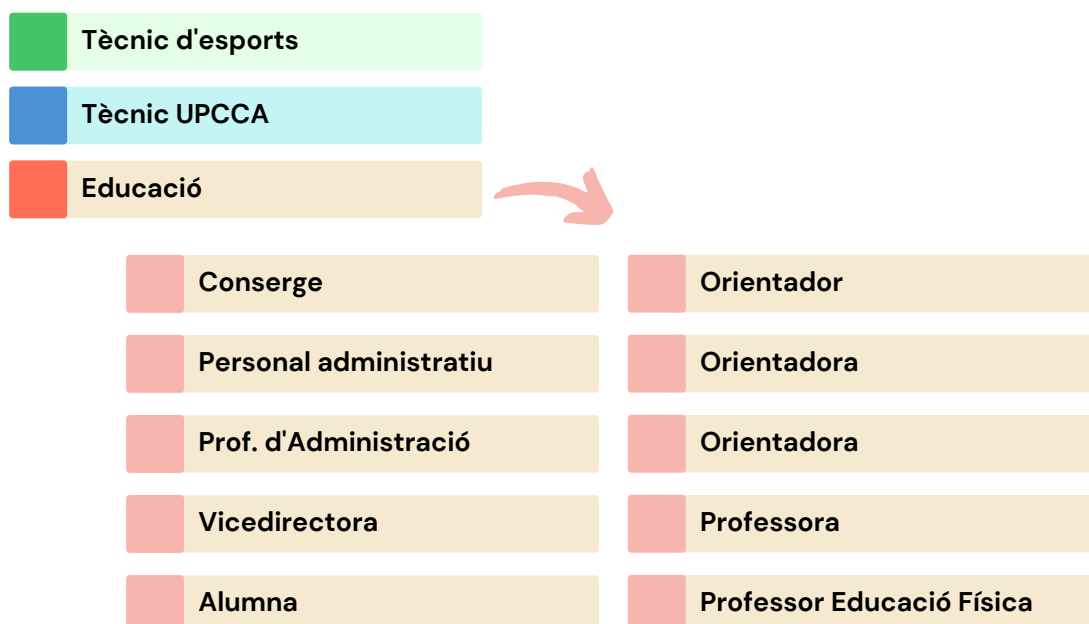 Tècnic d'esports
Tècnic UPCCA
Educació
Conserge
Personal administratiu
Prof. d'Administració
Vicedirectora
Alumna
Orientador
Orientadora
Orientadora
Professora
Professor Educació Física